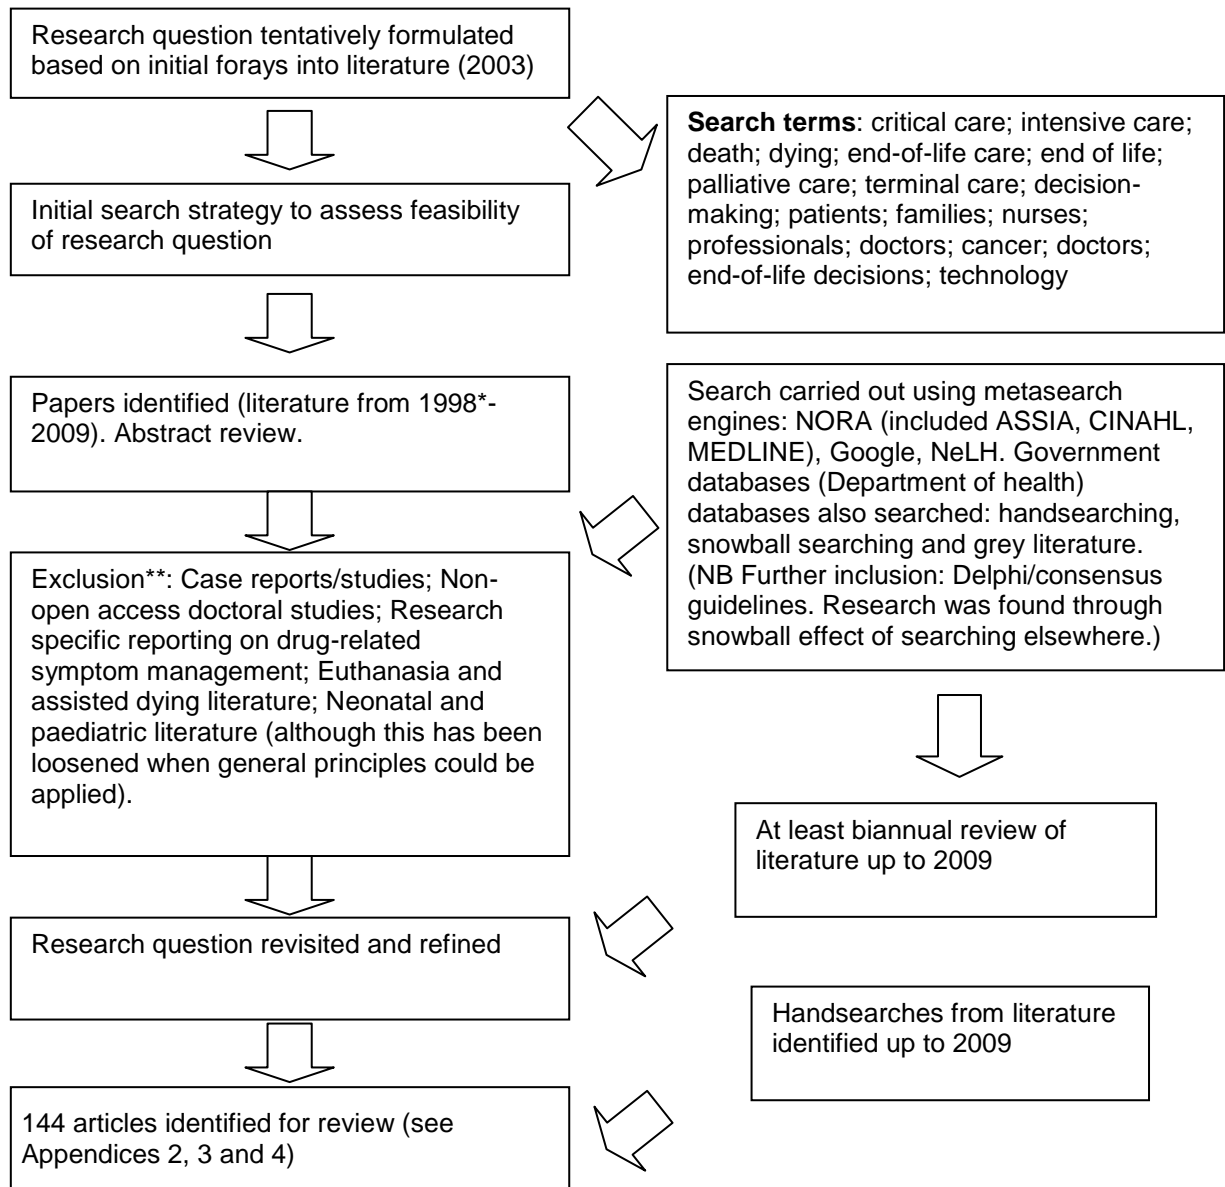 Research question tentatively formulated
based on initial forays into literature (2003)
Search terms: critical care; intensive care;
death; dying; end-of-life care; end of life;
palliative care; terminal care; decision-
making; patients; families; nurses;
professionals; doctors; cancer; doctors;
end-of-life decisions; technology
Initial search strategy to assess feasibility
of research question
Papers identified (literature from 1998*-
2009). Abstract review.
Search carried out using metasearch
engines: NORA (included ASSIA, CINAHL,
MEDLINE), Google, NeLH. Government
databases (Department of health)
databases also searched: handsearching,
snowball searching and grey literature.
(NB Further inclusion: Delphi/consensus
guidelines. Research was found through
snowball effect of searching elsewhere.)
Exclusion**: Case reports/studies; Non-
open access doctoral studies; Research
specific reporting on drug-related
symptom management; Euthanasia and
assisted dying literature; Neonatal and
paediatric literature (although this has been
loosened when general principles could be
applied).
At least biannual review of
literature up to 2009
Research question revisited and refined
Handsearches from literature
identified up to 2009
144 articles identified for review (see
Appendices 2, 3 and 4)